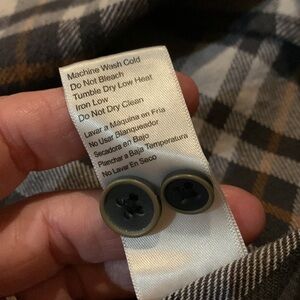 Machine Wash Cold
Do Not Bleach
Tumble Dry Low Heat
Iron Low
Do Not Dry Clean
Lavar a Máquina en Fría
No Usar Blanqueador
Secadora en Bajo
Planchar a Baja Temperatura
No Lavar En Seco